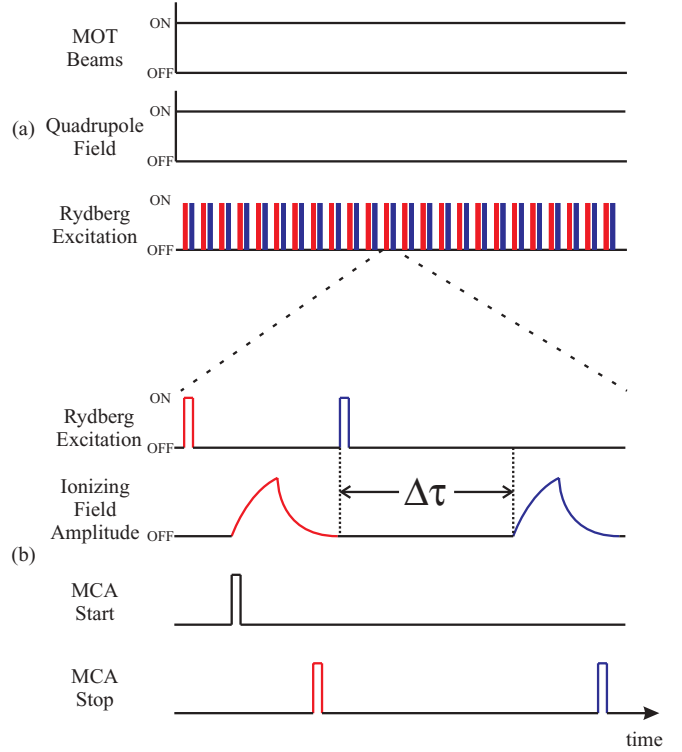 MOT
Beams
ON
OFF
(a)
Quadrupole
Field
ON
OFF
Rydberg
Excitation
ON
OFF
Rydberg
Excitation
ON
OFF
Ionizing
Field
Amplitude
OFF
Δτ
(b)
MCA
Start
MCA
Stop
time